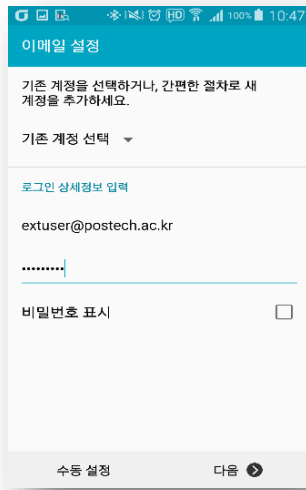 100% 10:47
이메일 설정
기존 계정을 선택하거나, 간편한 절차로 새
계정을 추가하세요.
기존 계정 선택
로그인 상세정보 입력
extuser@postech.ac.kr
•••••••••
비밀번호 표시
수동 설정 다음